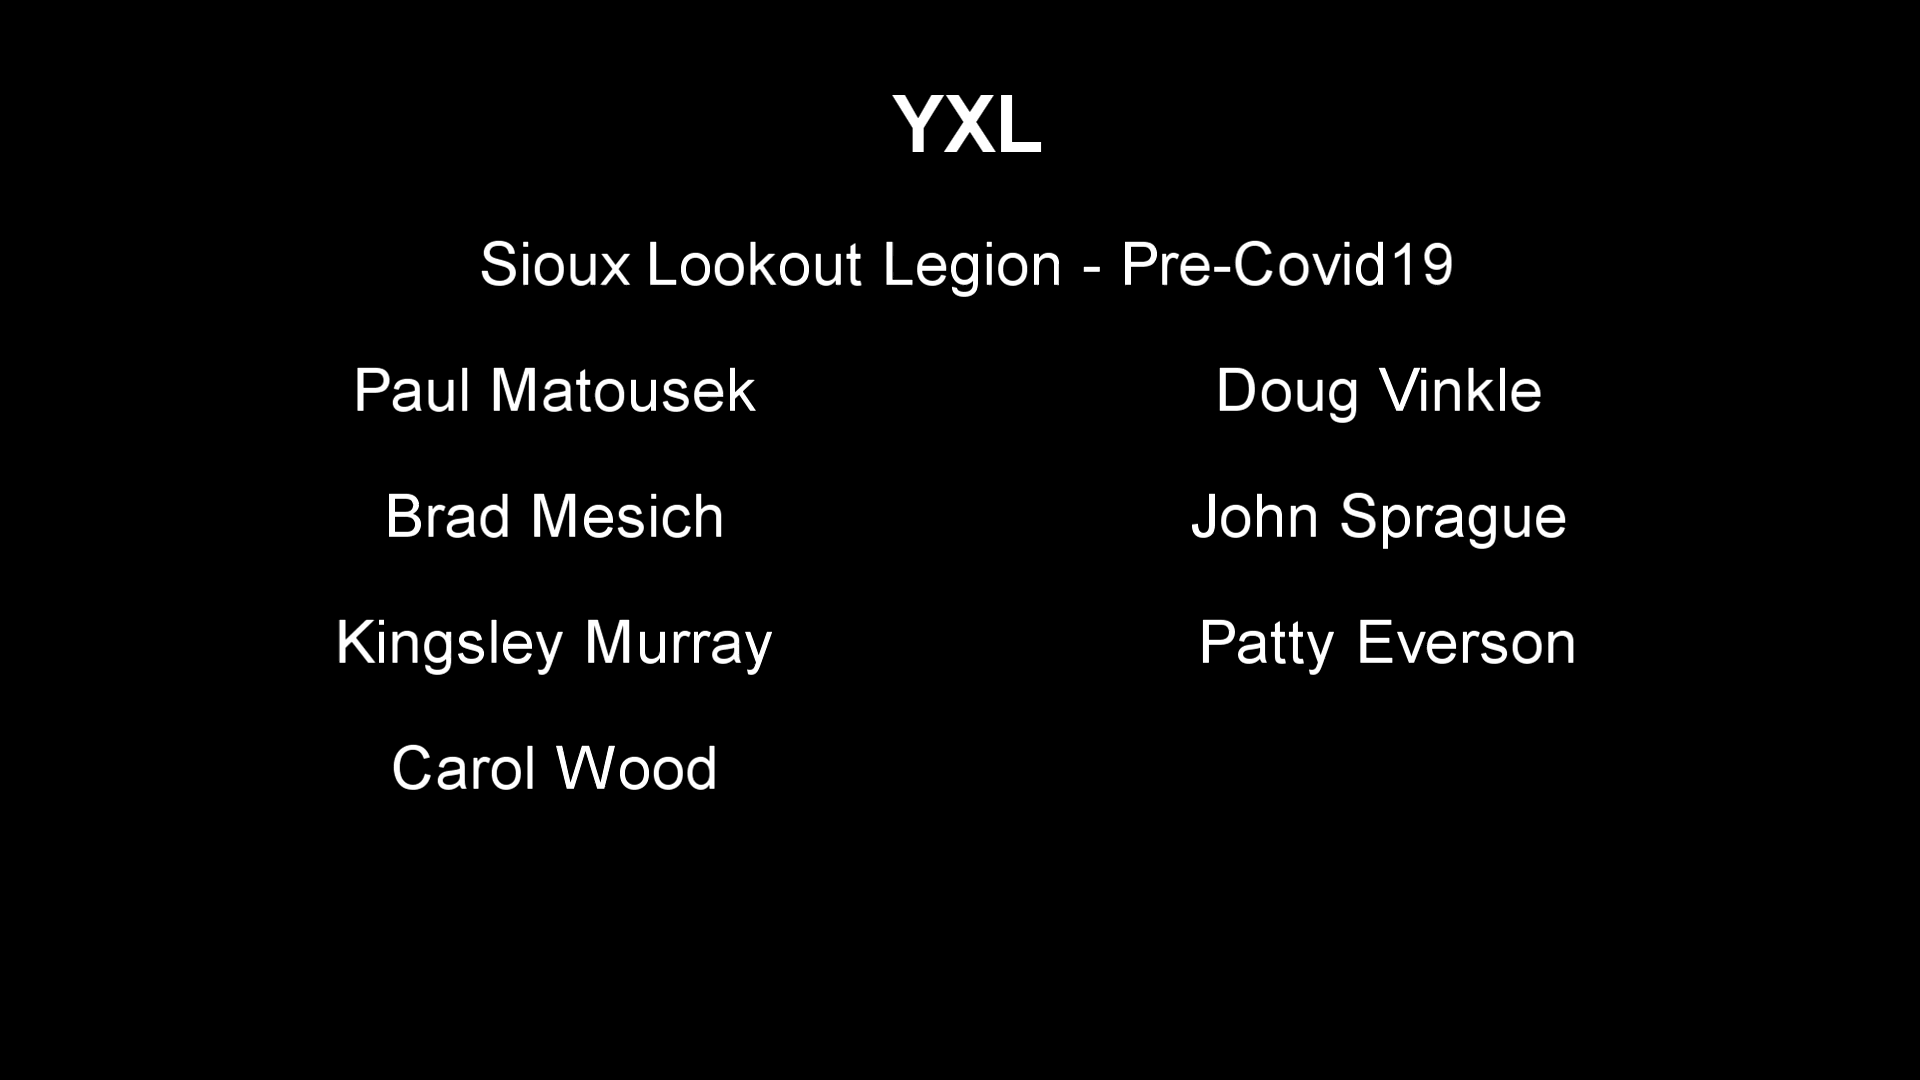 YXL
Sioux Lookout Legion - Pre-Covid19
Paul Matousek Doug Vinkle
Brad Mesich John Sprague
Kingsley Murray Patty Everson
Carol Wood